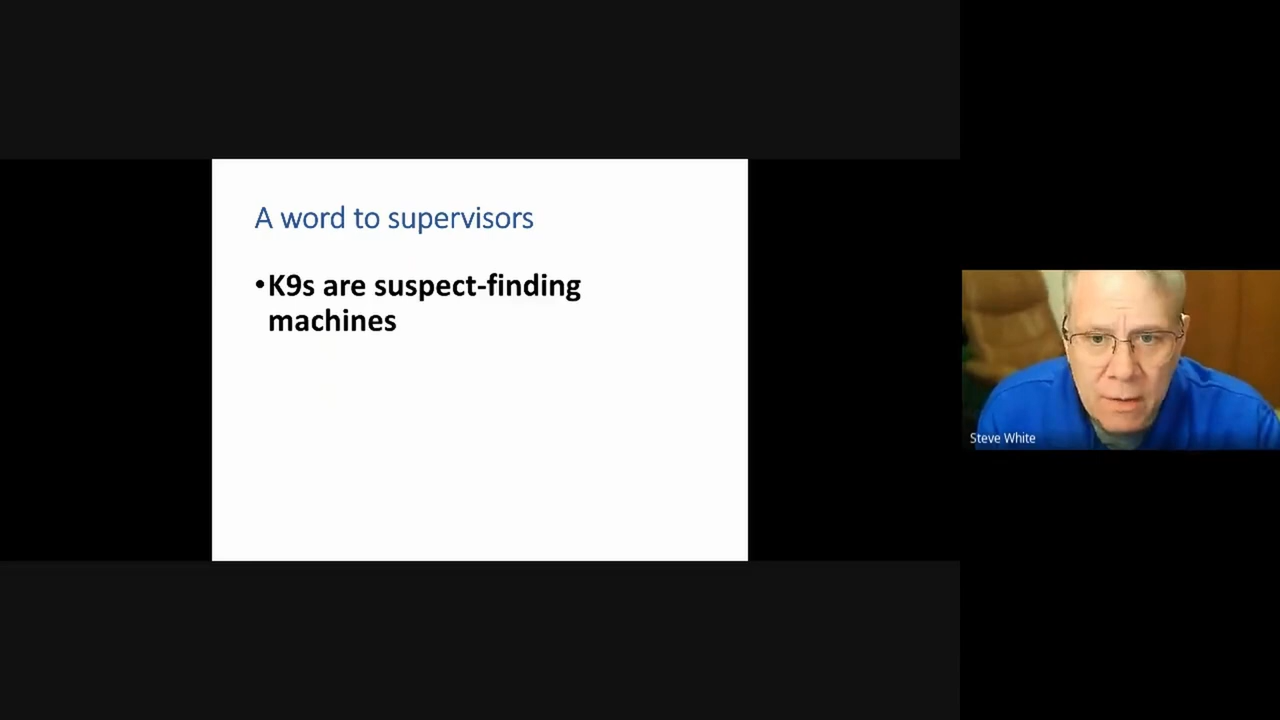 A word to supervisors
•K9s are suspect-finding
machines
Steve White